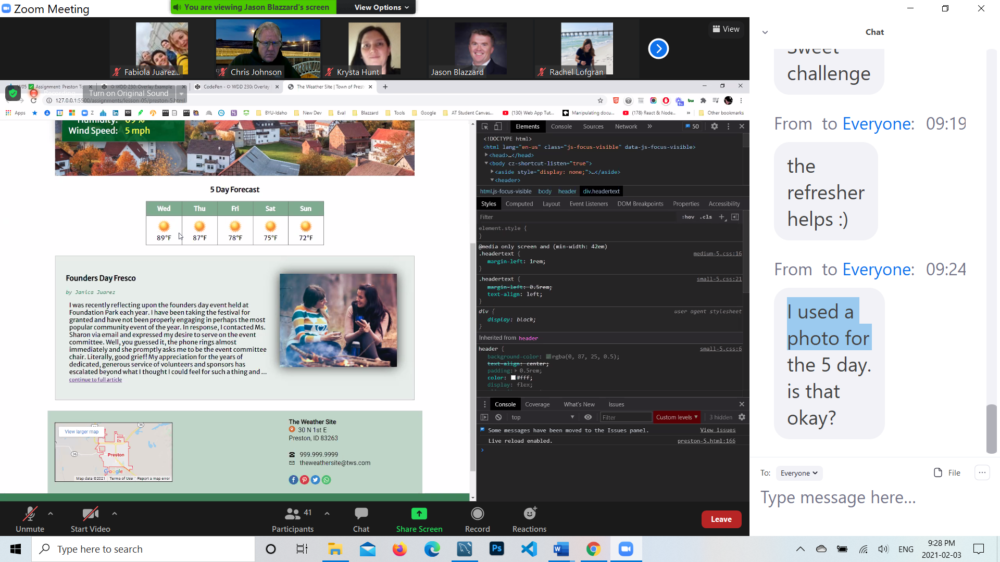 Zoom Meeting
You are viewing Jason Blazzard's screen
View Options
View
Fabiola Juarez...
Chris Johnson
Krysta Hunt
Jason Blazzard
Rachel Lofgran
Assignment: Preston To
WDD 230: Overlay Example
CodePen - WDD 230: Overlay
The Weather Site | Town of Prest
Recording
Turn on Original Sound
127.0.0.1:5500/assignments/lesson-05/preston-5.html
Apps
Z
BYU-Idaho
New Dev
Eval
Blazzard
Tools
Google
AT Student Canvas...
(130) Web App Tut...
Manipulating docu...
(178) React & Node...
»
Other bookmarks
Humidity: 69%
Wind Speed: 5 mph
5 Day Forecast
Wed Thu Fri Sat Sun
89°F 87°F 78°F 75°F 72°F
Founders Day Fresco
by Janica Juarez
I was recently reflecting upon the founders day event held at
Foundation Park each year. I have been taking the festival for
granted and have not been properly engaging in perhaps the most
popular community event of the year. In response, I contacted Ms.
Sharon via email and expressed my desire to serve on the event
committee. Well, you guessed it, the phone rings almost
immediately and she promptly asks me to be the event committee
chair. Literally, good grief! My appreciation for the years of
dedicated, generous service of volunteers and sponsors has
escalated beyond what I thought I could feel for such a thing and ...
continue to full article
View larger map
36
36
Preston
Google
Map data ©2021 Terms of Use Report a map error
The Weather Site
30 N 1st E
Preston, ID 83263
999.999.9999
theweathersite@tws.com
Elements Console Sources Network » 50
<!DOCTYPE html>
<html lang="en-us" class="js-focus-visible" data-js-focus-visible>
<head>…</head>
<body cz-shortcut-listen="true">
<aside style="display: none;">…</aside>
<header>
html.js-focus-visible body header div.headertext
Styles Computed Layout Event Listeners DOM Breakpoints Properties Accessibility
Filter :hov .cls +
element.style {
}
@media only screen and (min-width: 42em)
.headertext { medium-5.css:16
margin-left: 1rem;
}
.headertext { small-5.css:21
margin-left: 0.5rem;
text-align: left;
}
div { user agent stylesheet
display: block;
}
Inherited from header
header { small-5.css:6
background-color: rgba(0, 87, 25, 0.5);
text-align: center;
padding: 0.5rem;
color: #fff;
display: flex;
Console Coverage What's New Issues
top Filter Custom levels 3 hidden
Some messages have been moved to the Issues panel. View issues
Live reload enabled. preston-5.html:166
Chat
Sweet
challenge
From to Everyone: 09:19
the
refresher
helps :)
From to Everyone: 09:24
I used a
photo for
the 5 day.
is that
okay?
To: Everyone
File
Type message here...
Unmute
Start Video
41
Participants
Chat
Share Screen
Record
Reactions
Leave
Type here to search
Ps
ENG
9:28 PM
2021-02-03